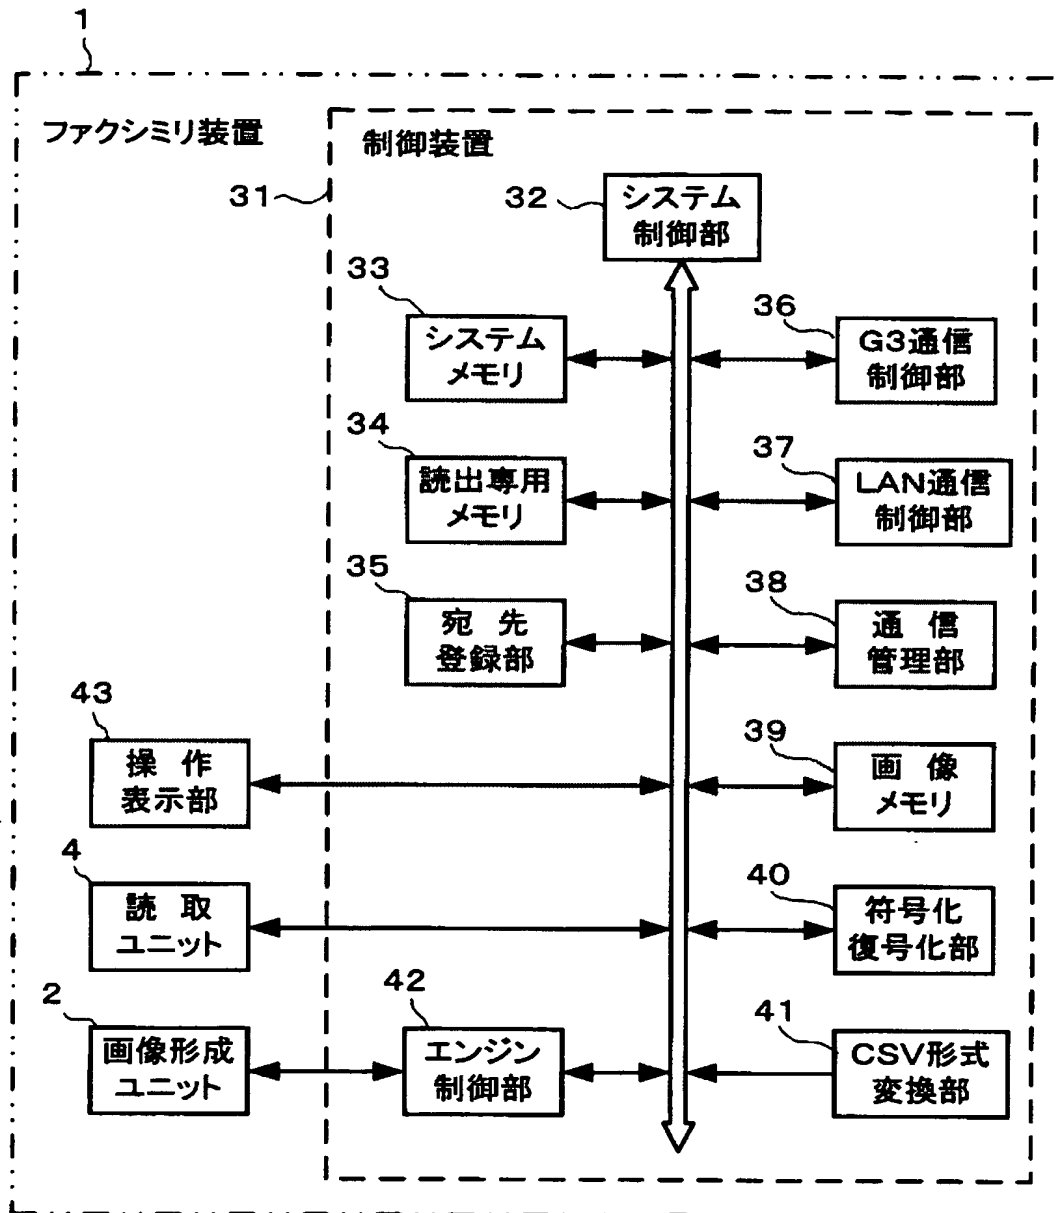 1
ファクシミリ装置
制御装置
31
32
システム
制御部
33
システム
メモリ
36
G3通信
制御部
34
読出専用
メモリ
37
LAN通信
制御部
35
宛先
登録部
38
通信
管理部
43
操作
表示部
39
画像
メモリ
4
読取
ユニット
40
符号化
復号化部
2
画像形成
ユニット
42
エンジン
制御部
41
CSV形式
変換部